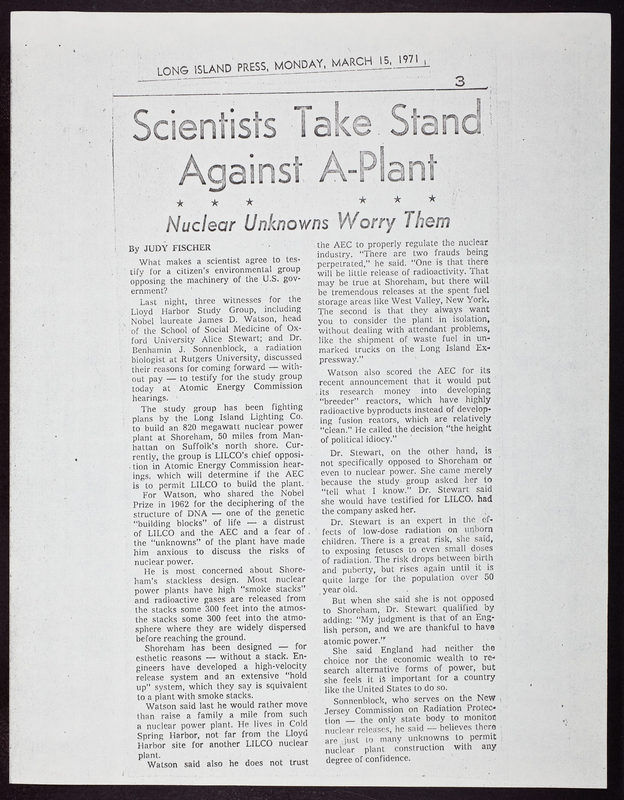 LONG ISLAND PRESS, MONDAY, MARCH 15, 1971
3
Scientists Take Stand
Against A-Plant
★ ★ ★ ★ ★ ★
Nuclear Unknowns Worry Them
By JUDY FISCHER
What makes a scientist agree to tes-
tify for a citizen's environmental group
opposing the machinery of the U.S. gov-
ernment?
Last night, three witnesses for the
Lloyd Harbor Study Group, including
Nobel laureate James D. Watson, head
of the School of Social Medicine of Ox-
ford University Alice Stewart; and Dr.
Benhamin J. Sonnenblock, a radiation
biologist at Rutgers University, discussed
their reasons for coming forward — with-
out pay — to testify for the study group
today at Atomic Energy Commission
hearings.
The study group has been fighting
plans by the Long Island Lighting Co.
to build an 820 megawatt nuclear power
plant at Shoreham, 50 miles from Man-
hattan on Suffolk's north shore. Cur-
rently, the group is LILCO's chief opposi-
tion in Atomic Energy Commission hear-
ings. which will determine if the AEC
is to permit LILCO to build the plant.
For Watson, who shared the Nobel
Prize in 1962 for the deciphering of the
structure of DNA — one of the genetic
"building blocks" of life — a distrust
of LILCO and the AEC and a fear of
the "unknowns" of the plant have made
him anxious to discuss the risks of
nuclear power.
He is most concerned about Shore-
ham's stackless design. Most nuclear
power plants have high "smoke stacks"
and radioactive gases are released from
the stacks some 300 feet into the atmos-
the stacks some 300 feet into the atmo-
sphere where they are widely dispersed
before reaching the ground.
Shoreham has been designed — for
esthetic reasons — without a stack. En-
gineers have developed a high-velocity
release system and an extensive "hold
up" system, which they say is squivalent
to a plant with smoke stacks.
Watson said last he would rather move
than raise a family a mile from such
a nuclear power plant. He lives in Cold
Spring Harbor, not far from the Lloyd
Harbor site for another LILCO nuclear
plant.
Watson said also he does not trust
the AEC to properly regulate the nuclear
industry. "There are two frauds being
perpetrated," he said. "One is that there
will be little release of radioactivity. That
may be true at Shoreham, but there will
be tremendous releases at the spent fuel
storage areas like West Valley, New York.
The second is that they always want
you to consider the plant in isolation,
without dealing with attendant problems,
like the shipment of waste fuel in un-
marked trucks on the Long Island Ex-
pressway."
Watson also scored the AEC for its
recent announcement that it would put
its research money into developing
"breeder" reactors, which have highly
radioactive byproducts instead of develop-
ing fusion reators, which are relatively
"clean." He called the decision "the height
of political idiocy."
Dr. Stewart, on the other hand, is
not specifically opposed to Shoreham or
even to nuclear power. She came merely
because the study group asked her to
"tell what I know." Dr. Stewart said
she would have testified for LILCO. had
the company asked her.
Dr. Stewart is an expert in the ef-
fects of low-dose radiation on unborn
children. There is a great risk, she said,
to exposing fetuses to even small doses
of radiation. The risk drops between birth
and puberty, but rises again until it is
quite large for the population over 50
year old.
But when she said she is not opposed
to Shoreham, Dr. Stewart qualified by
adding: "My judgment is that of an Eng-
lish person, and we are thankful to have
atomic power."
She said England had neither the
choice nor the economic wealth to re-
search alternative forms of power, but
she feels it is important for a country
like the United States to do so.
Sonnenblock, who serves on the New
Jersey Commission on Radiation Protec-
tion — the only state body to monitor
nuclear releases, he said — believes there
are just to many unknowns to permit
nuclear plant construction with any
degree of confidence.